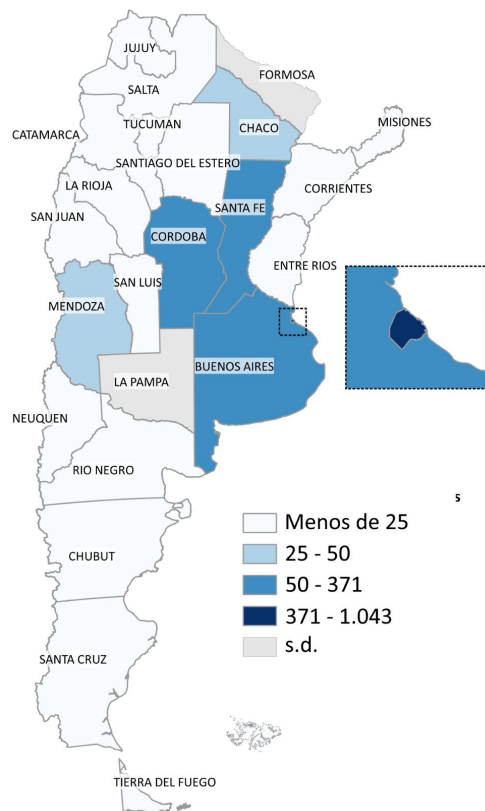 JUJUY
FORMOSA
SALTA
MISIONES
TUCUMAN
CHACO
CATAMARCA
SANTIAGO DEL ESTERO
LA RIOJA
CORRIENTES
SANTA FE
SAN JUAN
CORDOBA
ENTRE RIOS
SAN LUIS
MENDOZA
BUENOS AIRES
LA PAMPA
NEUQUEN
RIO NEGRO
s
Menos de 25
25 - 50
CHUBUT
50 - 371
371 - 1.043
s.d.
SANTA CRUZ
TIERRA DEL FUEGO